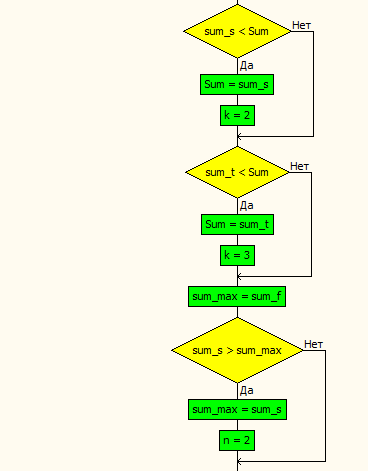 sum_s < Sum
Нет
Да
Sum = sum_s
k = 2
sum_t < Sum
Нет
Да
Sum = sum_t
k = 3
sum_max = sum_f
sum_s > sum_max
Нет
Да
sum_max = sum_s
n = 2